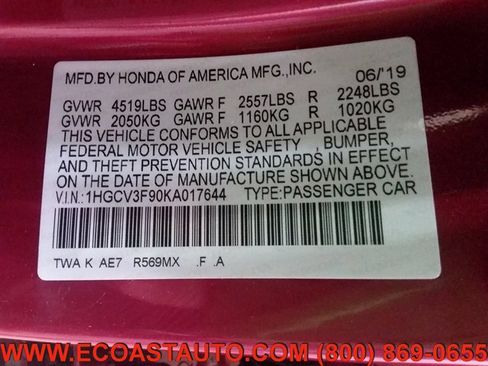 MFD.BY HONDA OF AMERICA MFG.,INC. 06/'19
GVWR 4519LBS GAWR F 2557LBS R 2248LBS
GVWR 2050KG GAWR F 1160KG R 1020KG
THIS VEHICLE CONFORMS TO ALL APPLICABLE
FEDERAL MOTOR VEHICLE SAFETY , BUMPER,
AND THEFT PREVENTION STANDARDS IN EFFECT
ON THE DATE OF MANUFACTURE SHOWN ABOVE.
V.I.N.:1HGCV3F90KA017644 TYPE:PASSENGER CAR
TWA K AE7 R569MX .F .A
WWW.ECOASTAUTO.COM (800) 869-0655